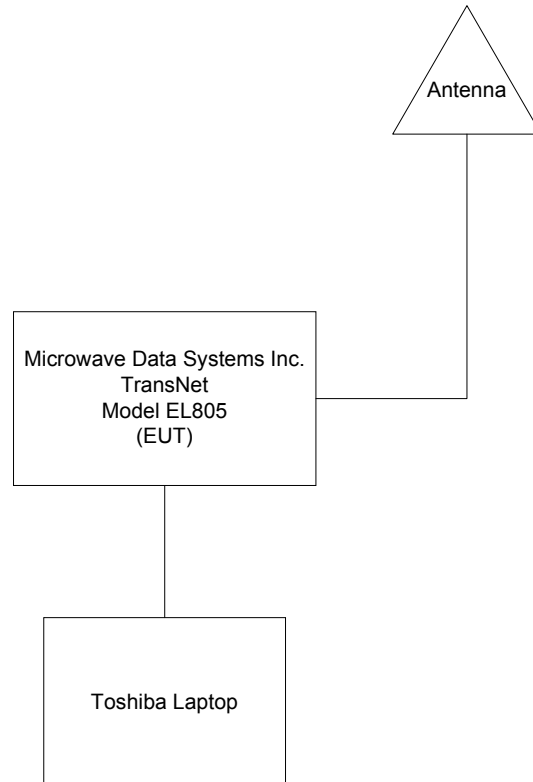 Antenna
Microwave Data Systems Inc.
TransNet
Model EL805
(EUT)
Toshiba Laptop